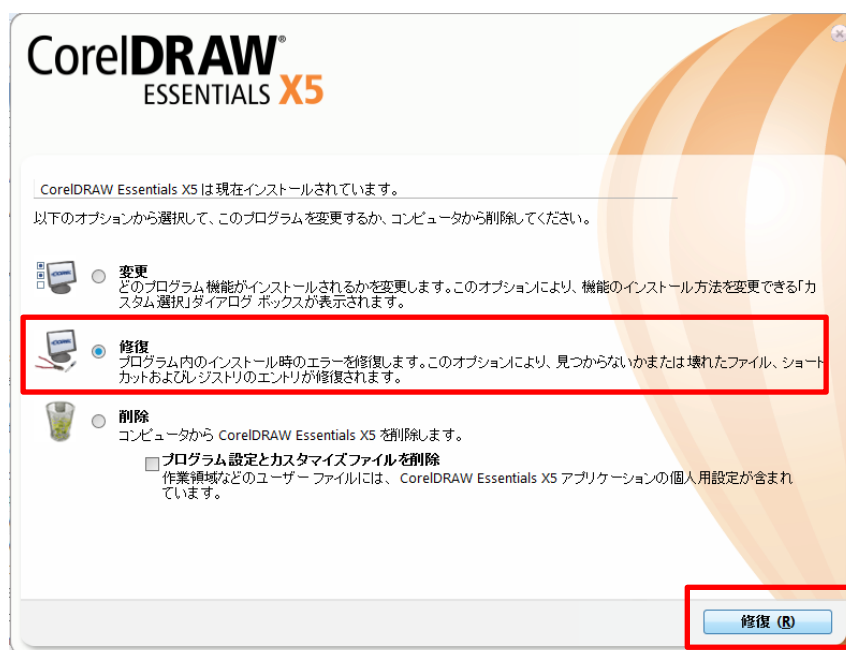 CorelDRAW®
ESSENTIALS X5
CorelDRAW Essentials X5 は現在インストールされています。
以下のオプションから選択して、このプログラムを変更するか、コンピュータから削除してください。
変更
どのプログラム機能がインストールされるかを変更します。このオプションにより、機能のインストール方法を変更できる「カ
スタム選択」ダイアログ ボックスが表示されます。
修復
プログラム内のインストール時のエラーを修復します。このオプションにより、見つからないかまたは壊れたファイル、ショート
カットおよびレジストリのエントリが修復されます。
削除
コンピュータから CorelDRAW Essentials X5 を削除します。
プログラム設定とカスタマイズファイルを削除
作業領域などのユーザー ファイルには、 CorelDRAW Essentials X5 アプリケーションの個人用設定が含まれ
ています。
修復 (R)